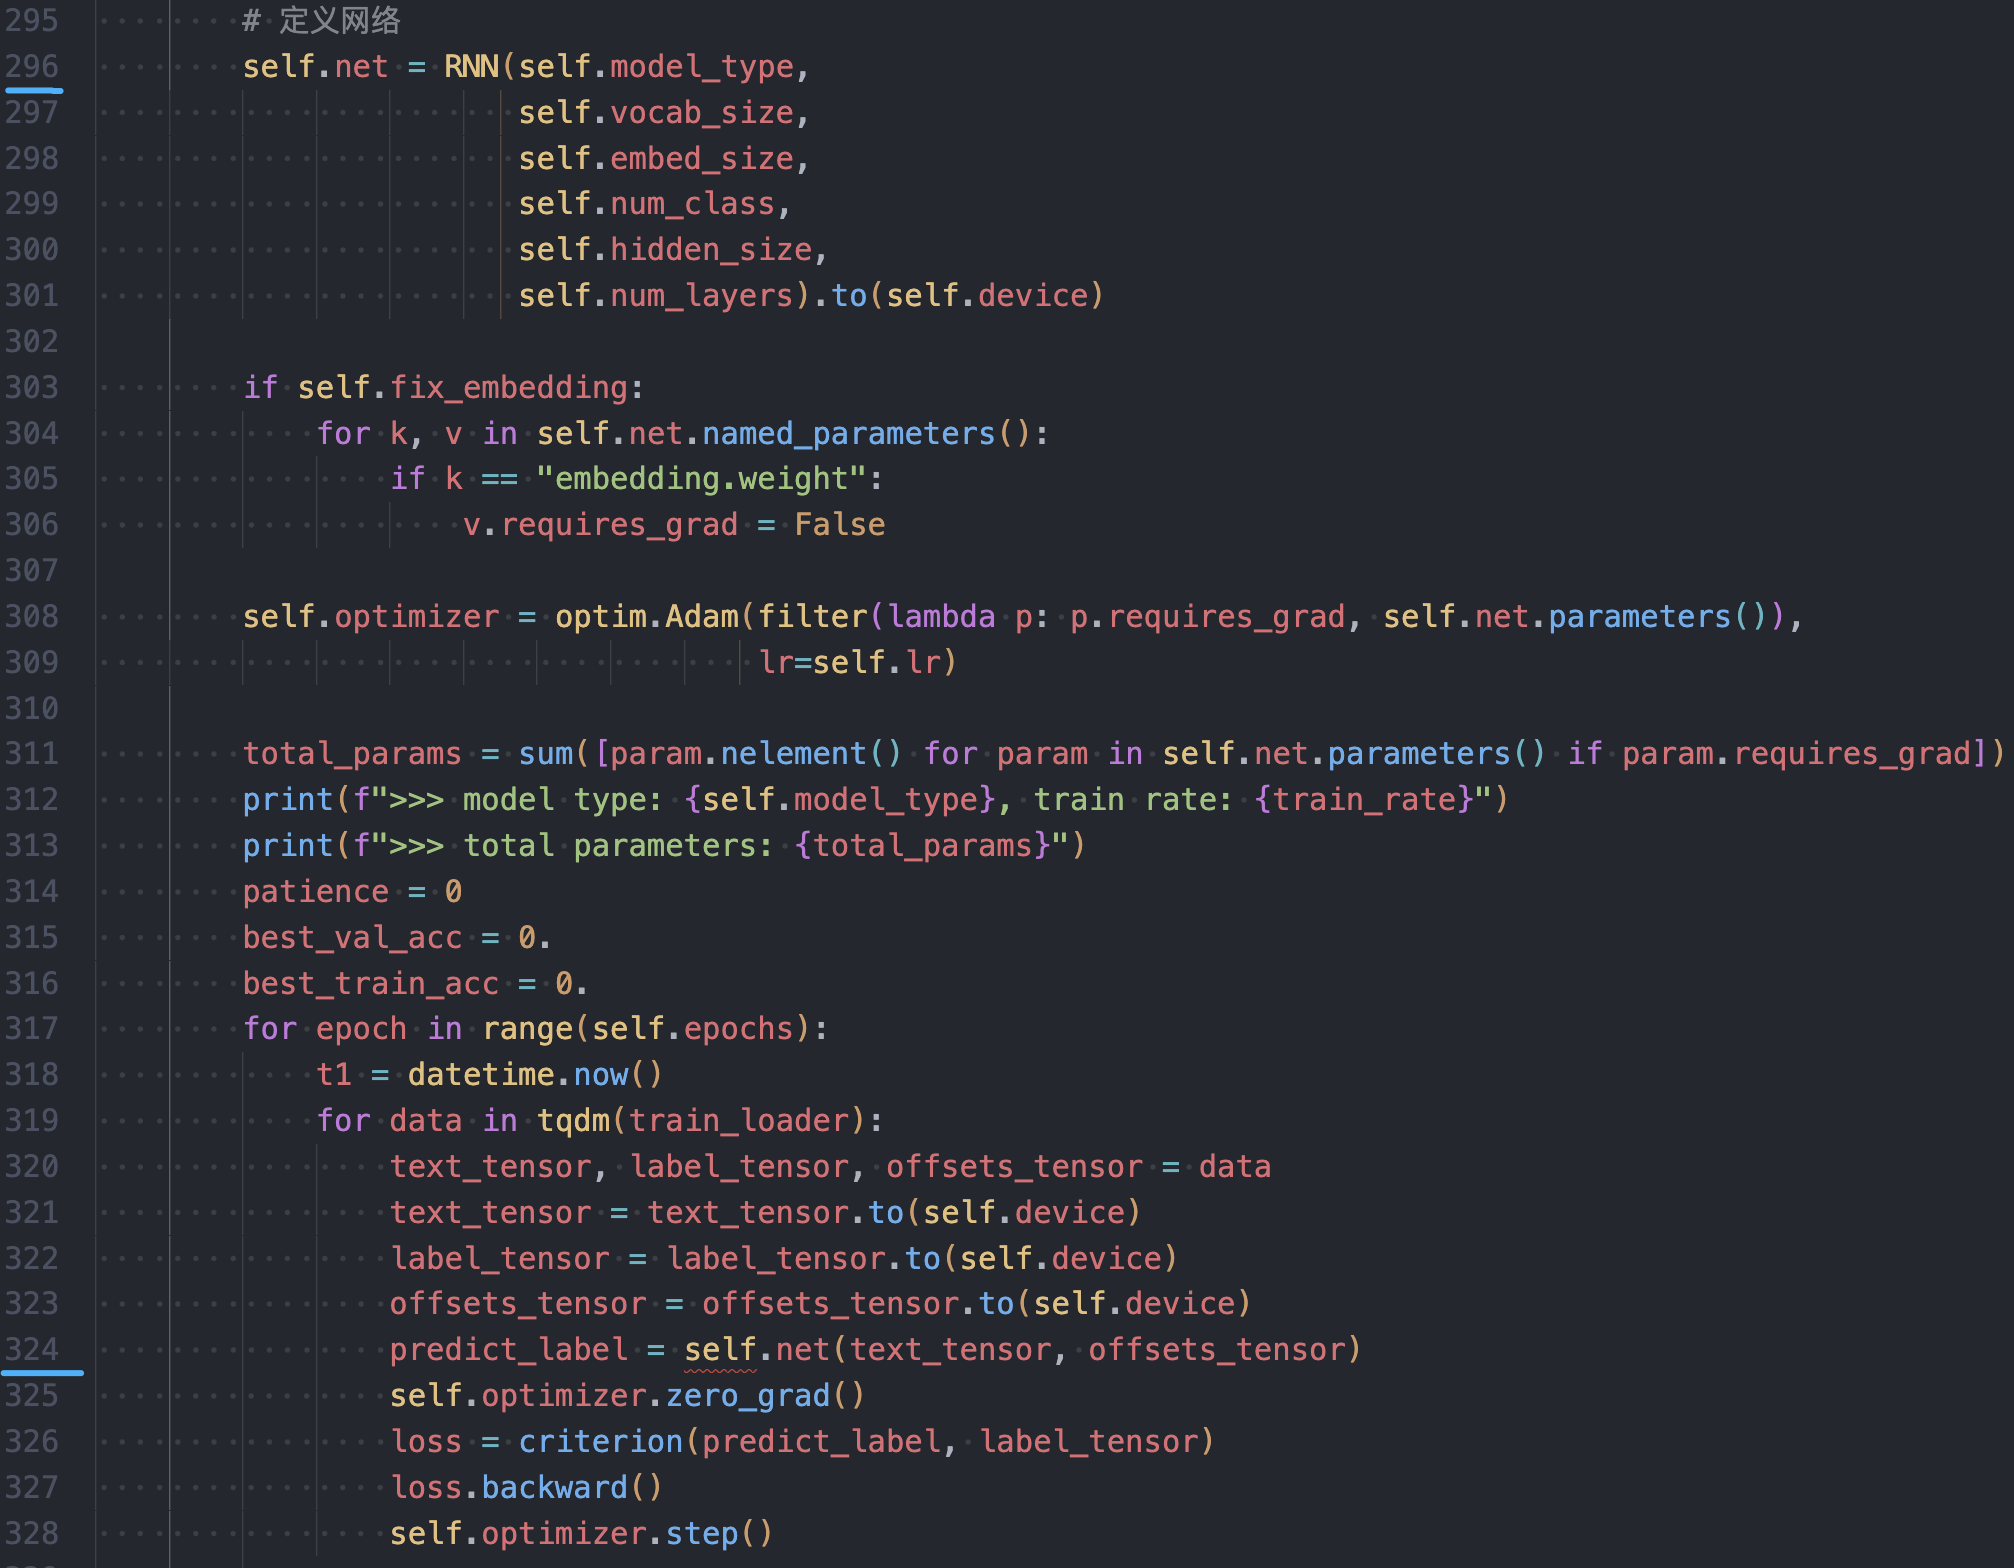 295 # 定义网络
296 self.net = RNN(self.model_type,
297 self.vocab_size,
298 self.embed_size,
299 self.num_class,
300 self.hidden_size,
301 self.num_layers).to(self.device)
302
303 if self.fix_embedding:
304 for k, v in self.net.named_parameters():
305 if k == "embedding.weight":
306 v.requires_grad = False
307
308 self.optimizer = optim.Adam(filter(lambda p: p.requires_grad, self.net.parameters()),
309 lr=self.lr)
310
311 total_params = sum([param.nelement() for param in self.net.parameters() if param.requires_grad])
312 print(f">>> model type: {self.model_type}, train rate: {train_rate}")
313 print(f">>> total parameters: {total_params}")
314 patience = 0
315 best_val_acc = 0.
316 best_train_acc = 0.
317 for epoch in range(self.epochs):
318 t1 = datetime.now()
319 for data in tqdm(train_loader):
320 text_tensor, label_tensor, offsets_tensor = data
321 text_tensor = text_tensor.to(self.device)
322 label_tensor = label_tensor.to(self.device)
323 offsets_tensor = offsets_tensor.to(self.device)
324 predict_label = self.net(text_tensor, offsets_tensor)
325 self.optimizer.zero_grad()
326 loss = criterion(predict_label, label_tensor)
327 loss.backward()
328 self.optimizer.step()